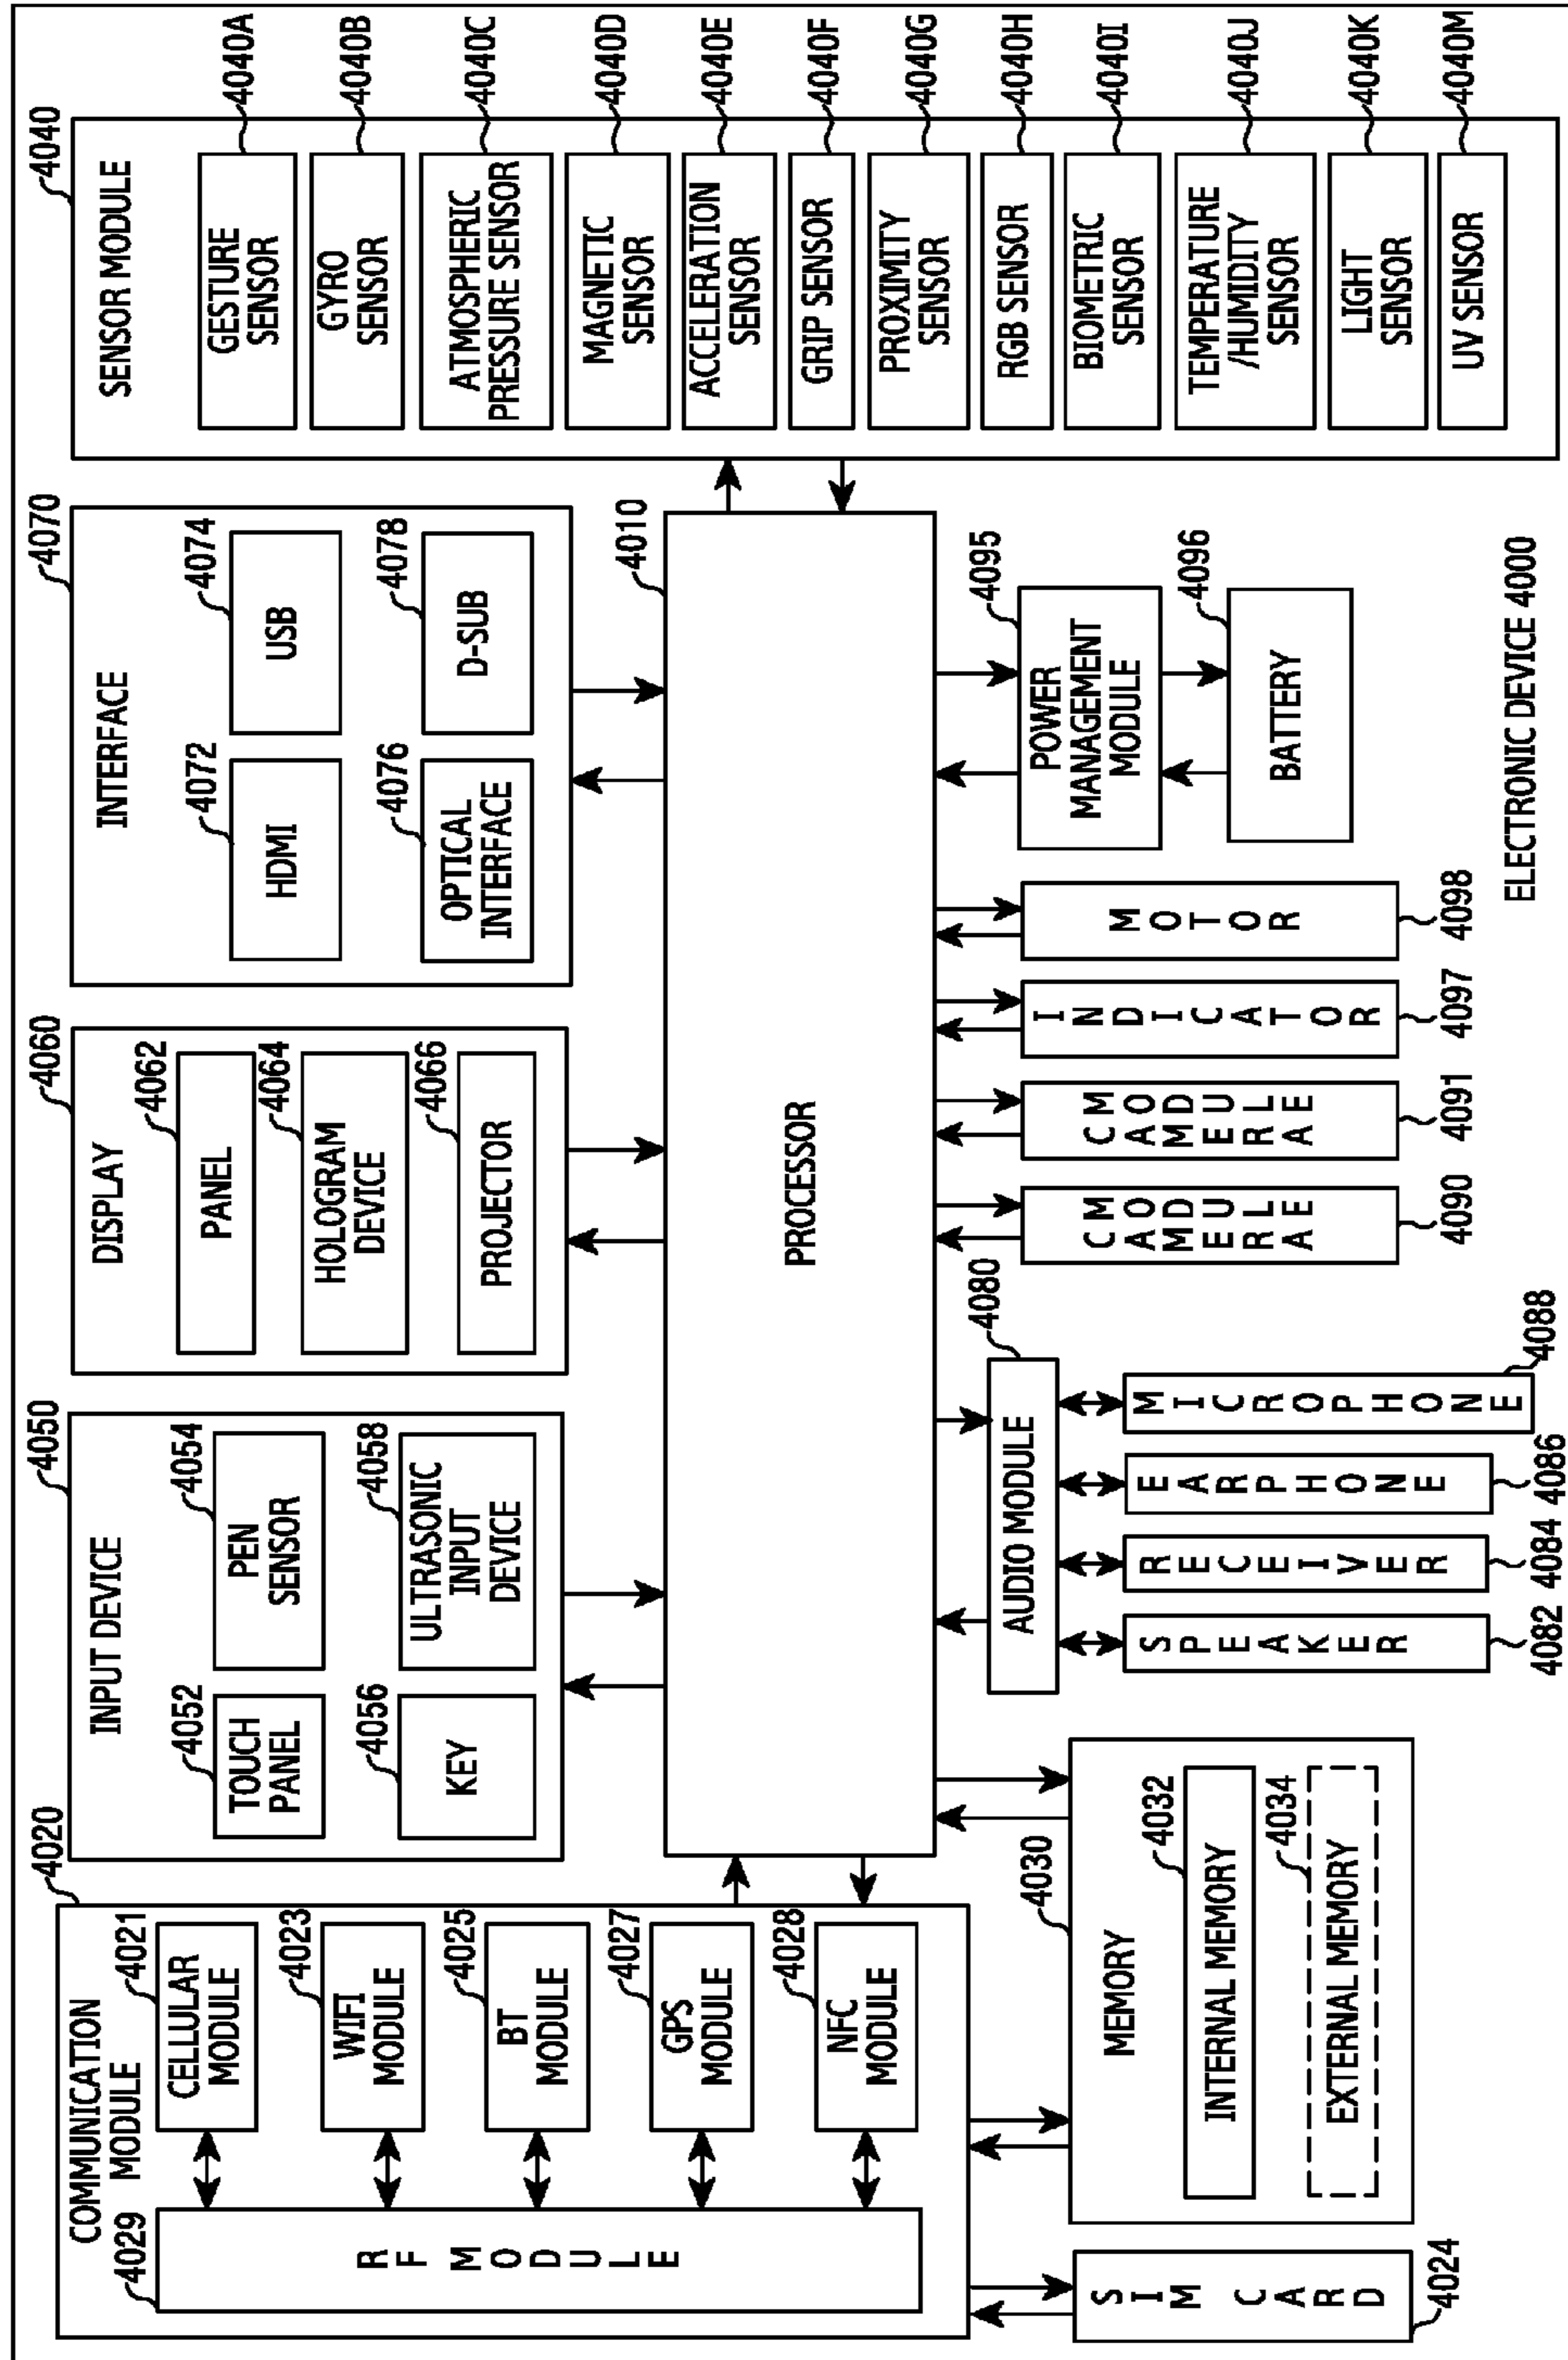 4020
COMMUNICATION
MODULE
4029
RF MODULE
4021
CELLULAR
MODULE
4023
WIFI
MODULE
4025
BT
MODULE
4027
GPS
MODULE
4028
NFC
MODULE
4050
INPUT DEVICE
4052
TOUCH
PANEL
4054
PEN
SENSOR
4056
KEY
4058
ULTRASONIC
INPUT
DEVICE
4060
DISPLAY
4062
PANEL
4064
HOLOGRAM
DEVICE
4066
PROJECTOR
4070
INTERFACE
4072
HDMI
4074
USB
4076
OPTICAL
INTERFACE
4078
D-SUB
4040
SENSOR MODULE
GESTURE
SENSOR
4040A
GYRO
SENSOR
4040B
ATMOSPHERIC
PRESSURE SENSOR
4040C
MAGNETIC
SENSOR
4040D
ACCELERATION
SENSOR
4040E
GRIP SENSOR
4040F
PROXIMITY
SENSOR
4040G
RGB SENSOR
4040H
BIOMETRIC
SENSOR
4040I
TEMPERATURE
/HUMIDITY
SENSOR
4040J
LIGHT
SENSOR
4040K
UV SENSOR
4040M
4010
PROCESSOR
SIM CARD
4024
4030
MEMORY
4032
INTERNAL MEMORY
4034
EXTERNAL MEMORY
4080
AUDIO MODULE
SPEAKER
4082
RECEIVER
4084
EARPHONE
4086
MICROPHONE
4088
CAMERA
MODULE
4090
CAMERA
MODULE
4091
INDICATOR
4097
MOTOR
4098
4095
POWER
MANAGEMENT
MODULE
4096
BATTERY
ELECTRONIC DEVICE 4000